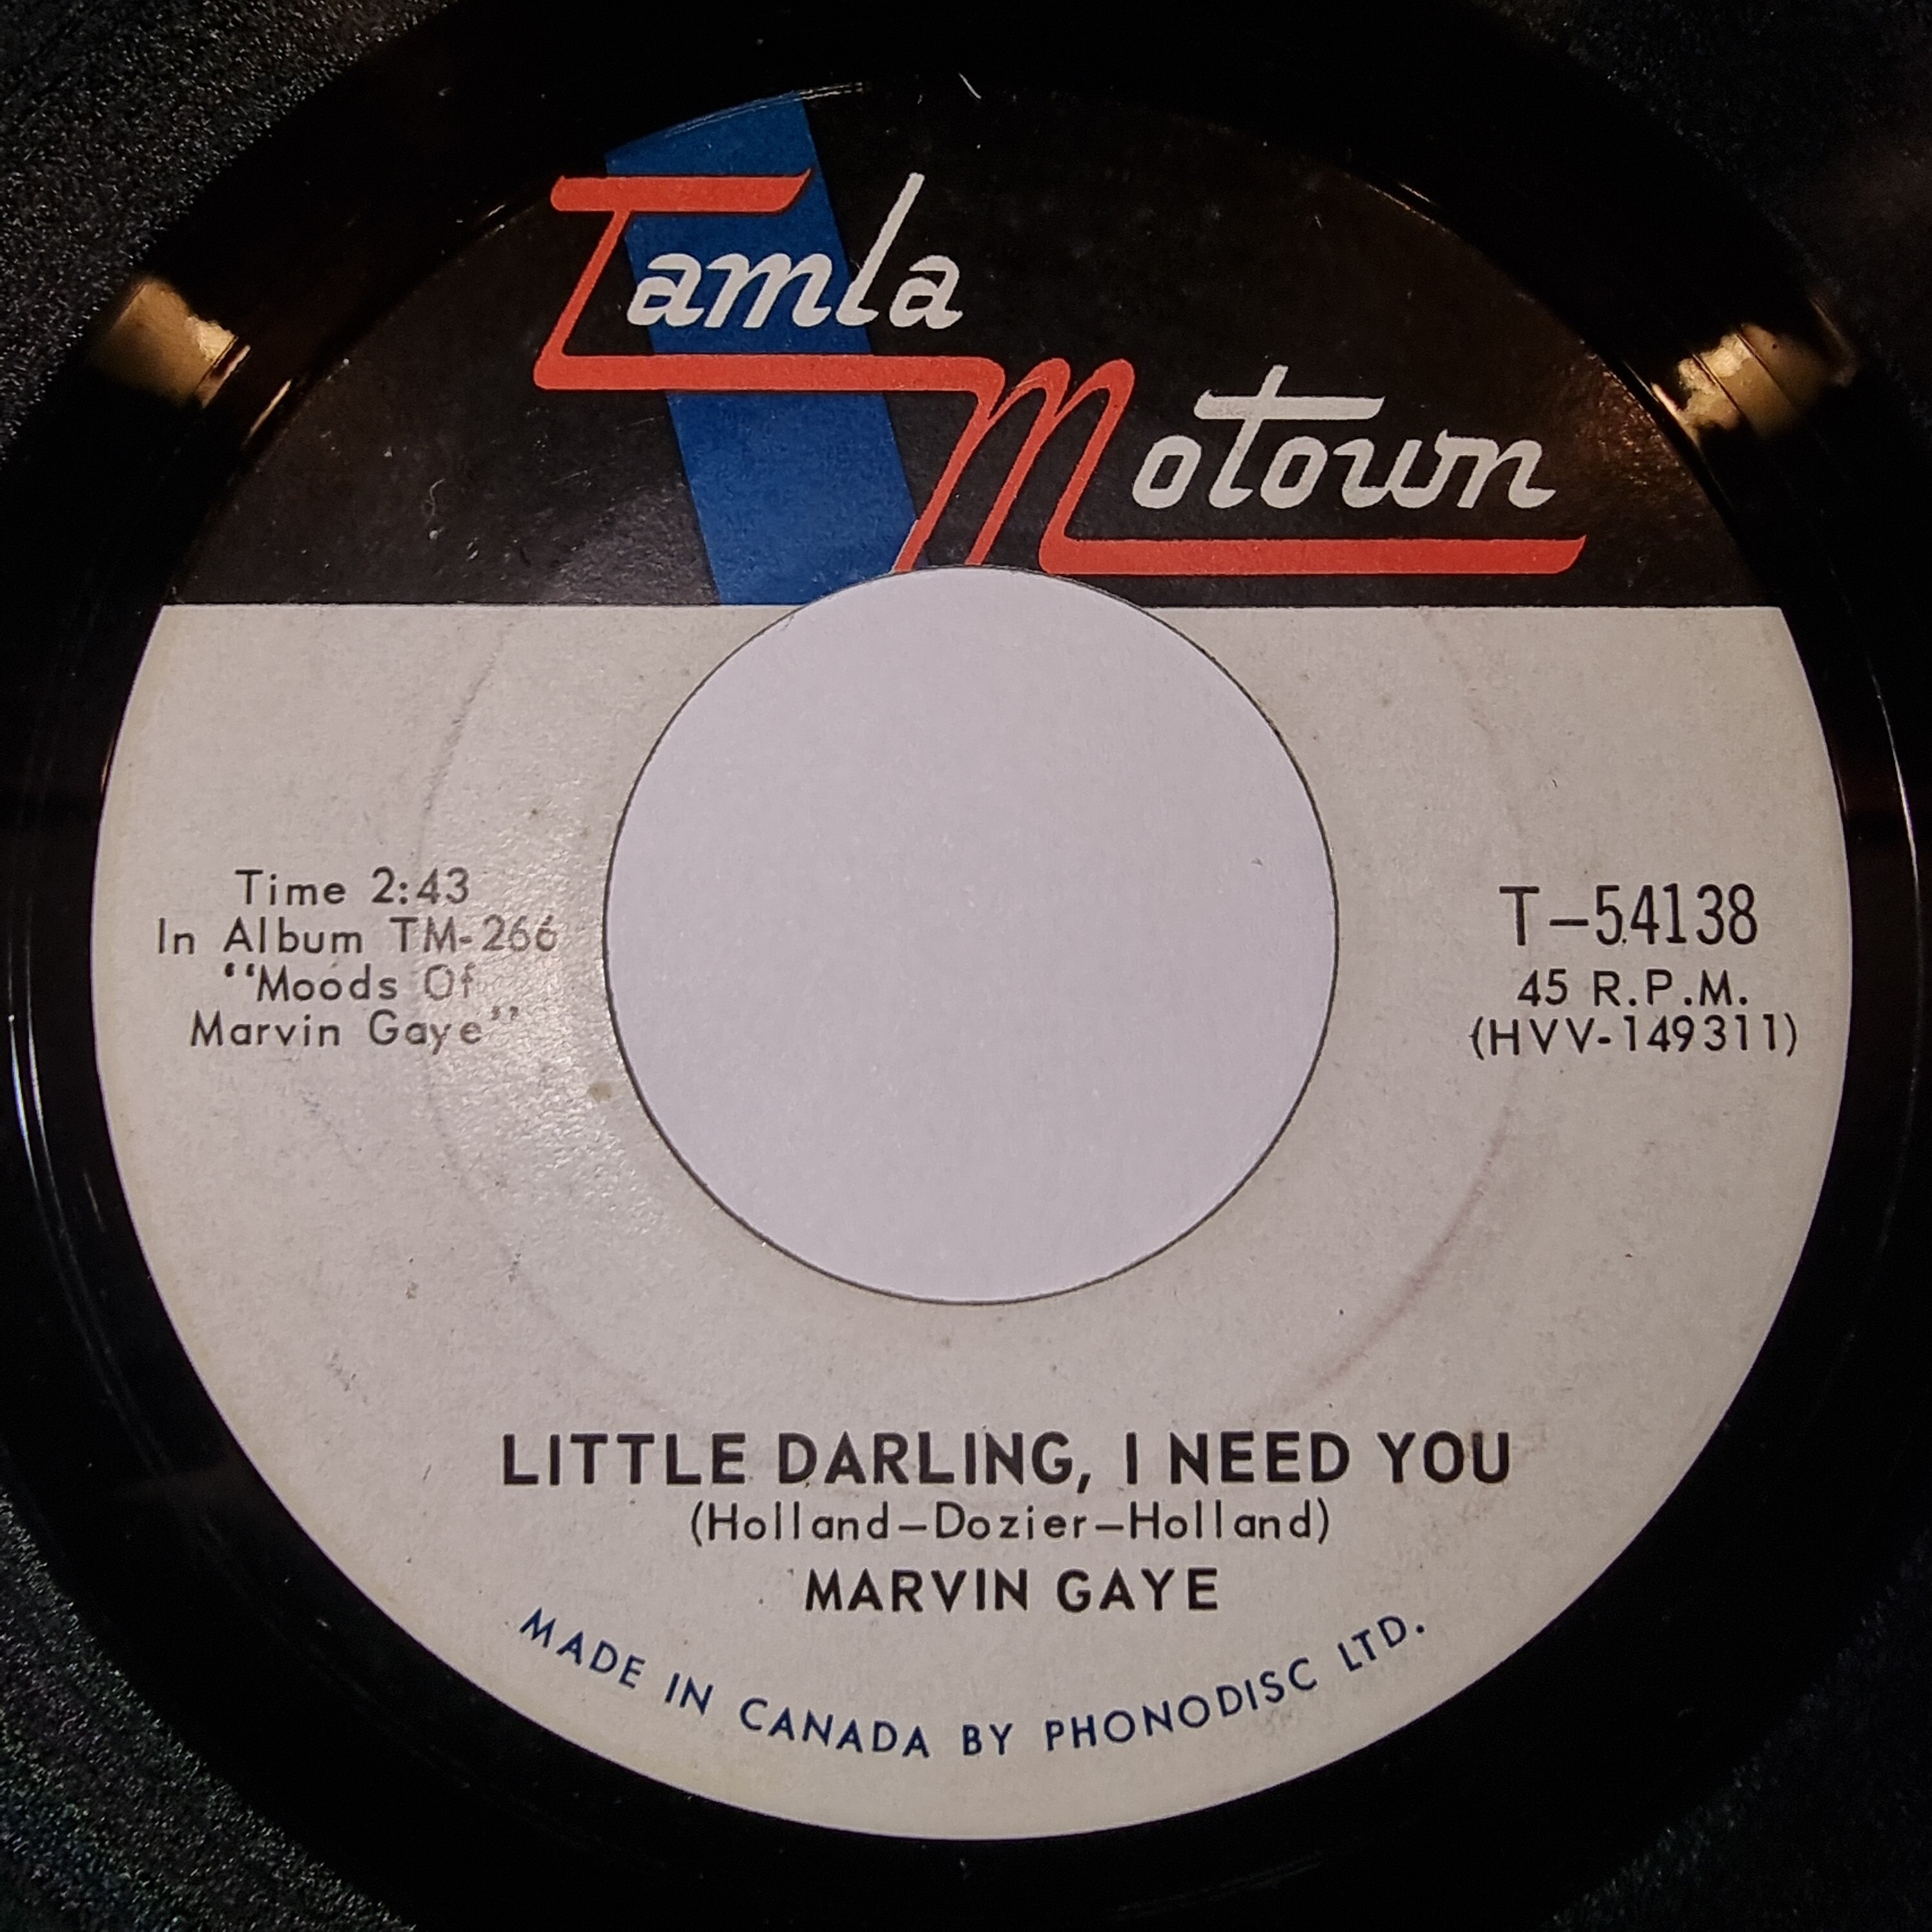 Tamla
Motown
Time 2:43
In Album TM-266
"Moods Of
Marvin Gaye"
T-54138
45 R.P.M.
(HVV-149311)
LITTLE DARLING, I NEED YOU
(Holland-Dozier-Holland)
MARVIN GAYE
MADE IN CANADA BY PHONODISC LTD.